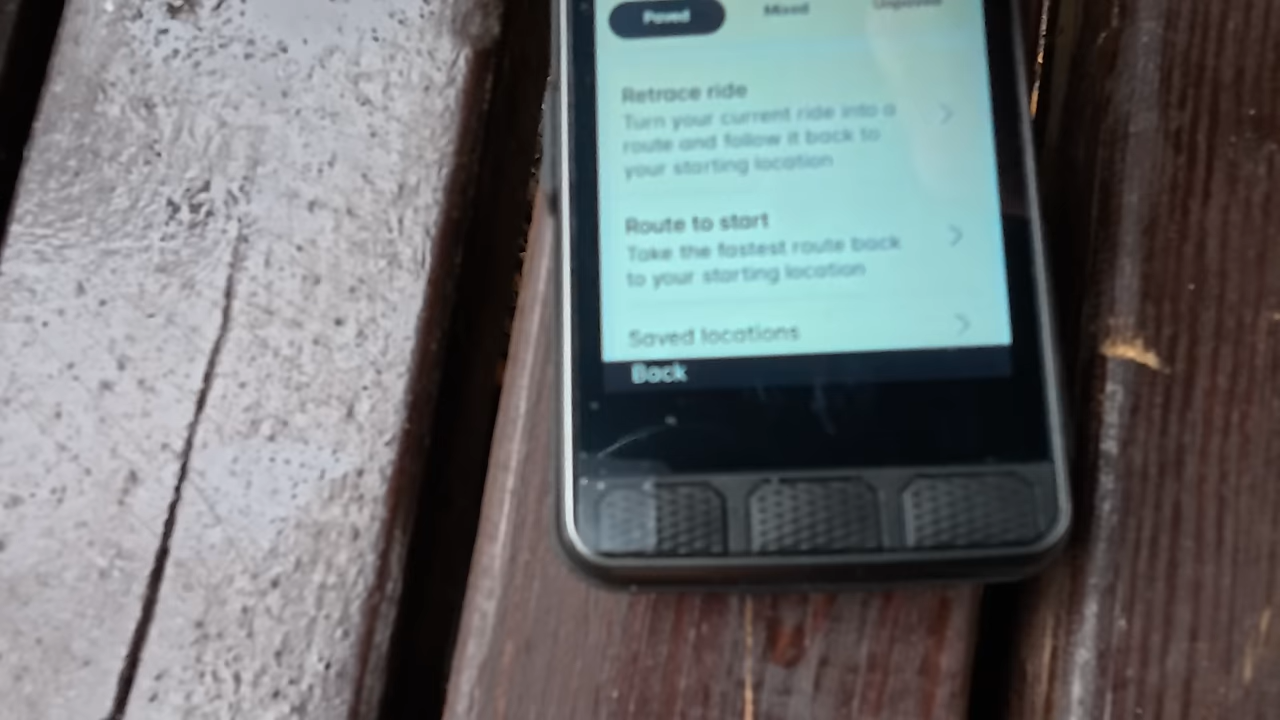 Paved
Mixed
Unpaved
Retrace ride
Turn your current ride into a
route and follow it back to
your starting location
Route to start
Take the fastest route back
to your starting location
Saved locations
Back